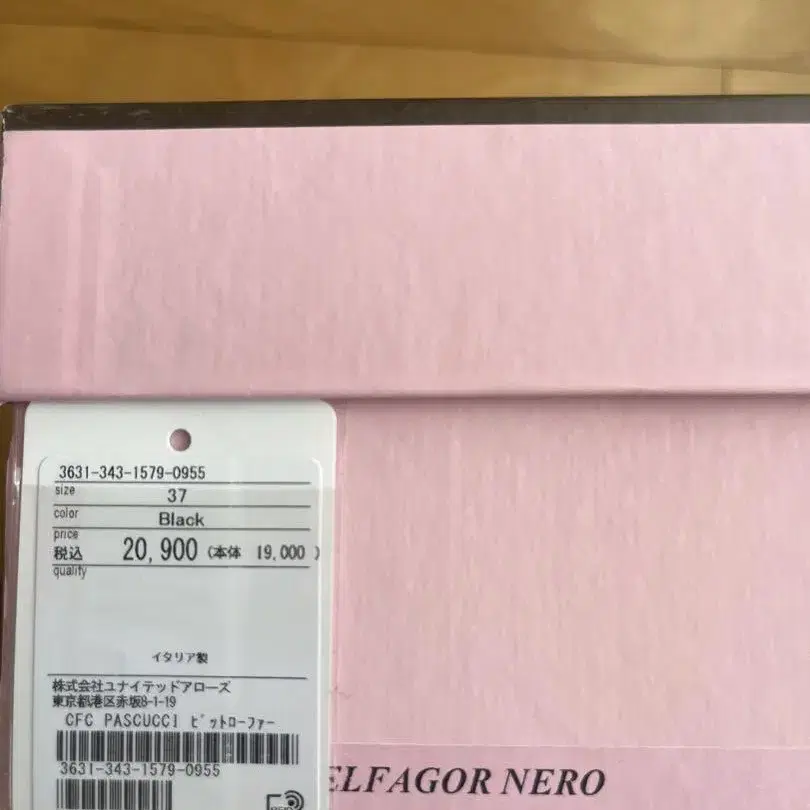 3631-343-1579-0955
size 37
color Black
price
税込 20,900 (本体 19,000 )
quality
イタリア製
株式会社ユナイテッドアローズ
東京都港区赤坂8-1-19
CFC PASCUCCI ﾋﾞｯﾄﾛｰﾌｧｰ
3631-343-1579-0955
ELFAGOR NERO